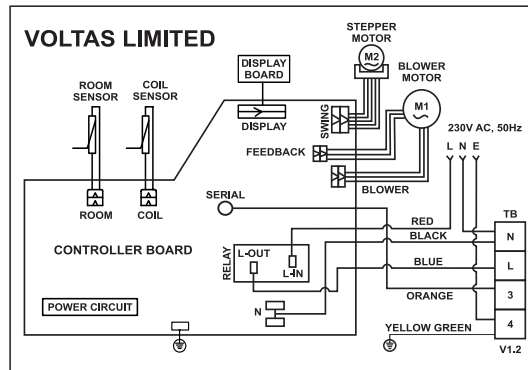 VOLTAS LIMITED
STEPPER
MOTOR
M2
DISPLAY
BOARD
BLOWER
MOTOR
M1
ROOM
SENSOR
COIL
SENSOR
DISPLAY
SWING
230V AC, 50Hz
L N E
FEEDBACK
BLOWER
ROOM
COIL
SERIAL
TB
RED
N
BLACK
CONTROLLER BOARD
RELAY
L-OUT
L-IN
BLUE
L
ORANGE
3
POWER CIRCUIT
N
YELLOW GREEN
4
V1.2